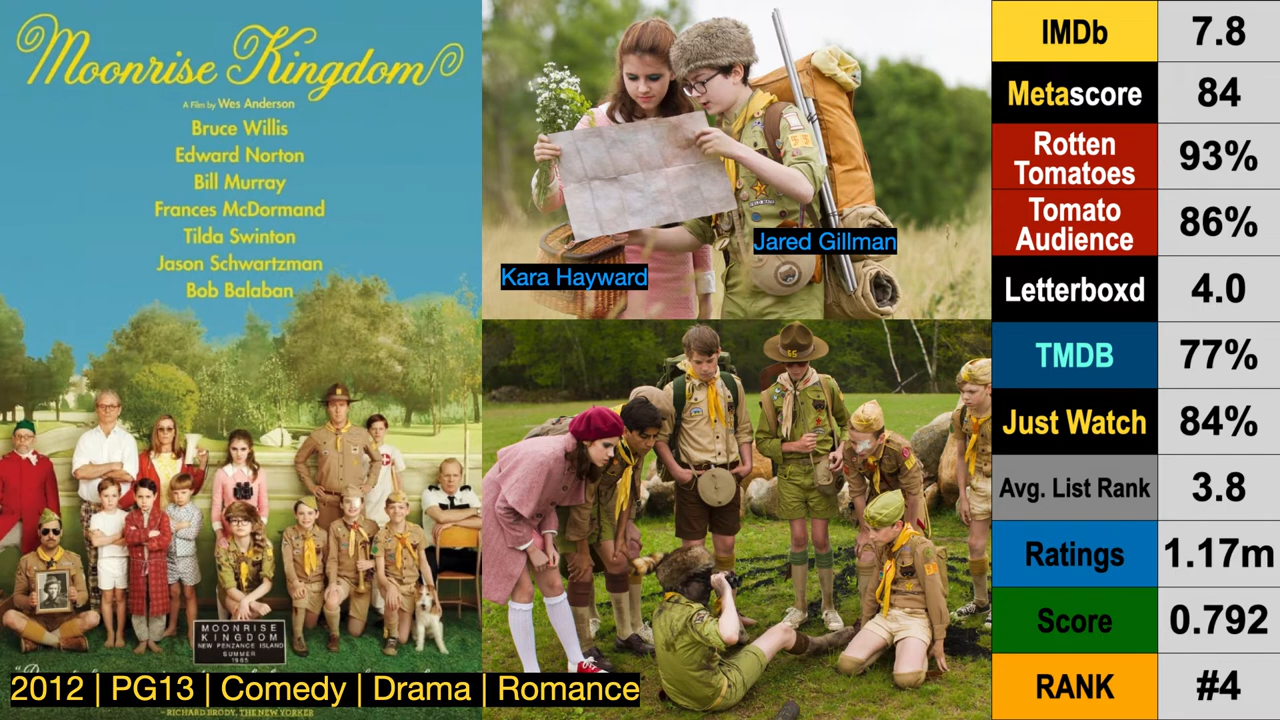 Moonrise Kingdom
A Film by Wes Anderson
Bruce Willis
Edward Norton
Bill Murray
Frances McDormand
Tilda Swinton
Jason Schwartzman
Bob Balaban
MOONRISE
KINGDOM
NEW PENZANCE ISLAND
SUMMER
1965
2012 | PG13 | Comedy | Drama | Romance
~ RICHARD BRODY, THE NEW YORKER
Jared Gillman
Kara Hayward
IMDb 7.8
Metascore 84
Rotten
Tomatoes 93%
Tomato
Audience 86%
Letterboxd 4.0
TMDB 77%
Just Watch 84%
Avg. List Rank 3.8
Ratings 1.17m
Score 0.792
RANK #4